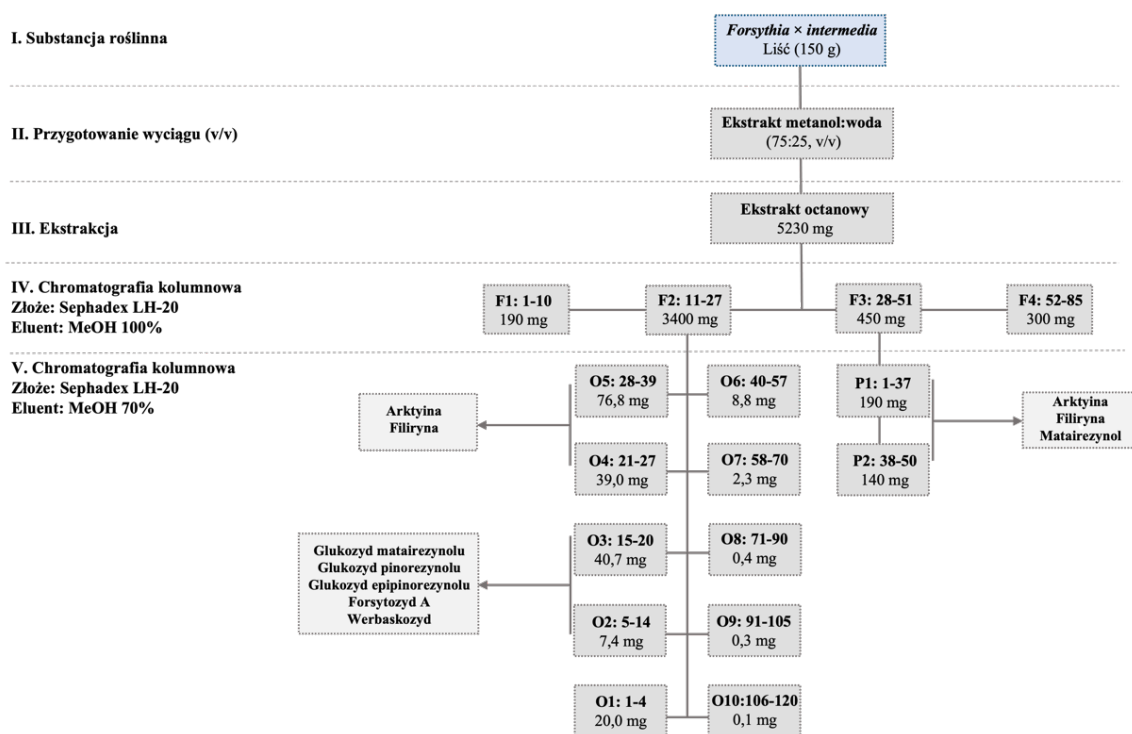 I. Substancja roślinna
Forsythia × intermedia
Liść (150 g)
II. Przygotowanie wyciągu (v/v)
Ekstrakt metanol:woda
(75:25, v/v)
III. Ekstrakcja
Ekstrakt octanowy
5230 mg
IV. Chromatografia kolumnowa
Złoże: Sephadex LH-20
Eluent: MeOH 100%
F1: 1-10
190 mg
F2: 11-27
3400 mg
F3: 28-51
450 mg
F4: 52-85
300 mg
V. Chromatografia kolumnowa
Złoże: Sephadex LH-20
Eluent: MeOH 70%
Arktyina
Filiryna
O5: 28-39
76,8 mg
O6: 40-57
8,8 mg
P1: 1-37
190 mg
Arktyina
Filiryna
Matairezynol
O4: 21-27
39,0 mg
O7: 58-70
2,3 mg
P2: 38-50
140 mg
Glukozyd matairezynolu
Glukozyd pinorezynolu
Glukozyd epipinorezynolu
Forsytozyd A
Werbaskozyd
O3: 15-20
40,7 mg
O8: 71-90
0,4 mg
O2: 5-14
7,4 mg
O9: 91-105
0,3 mg
O1: 1-4
20,0 mg
O10:106-120
0,1 mg